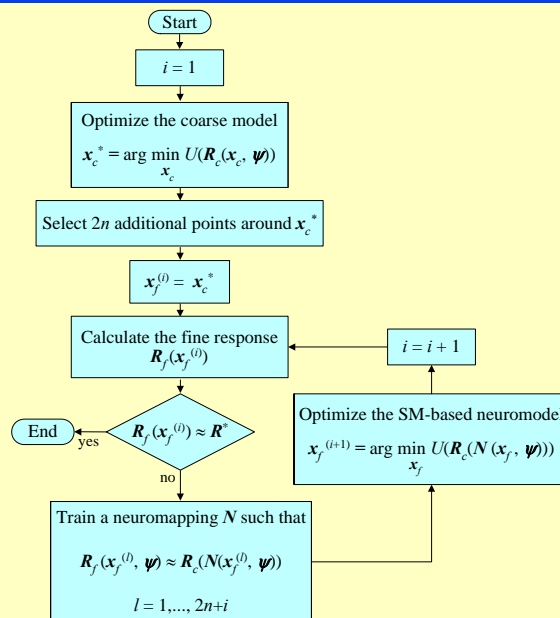 Start
i = 1
Optimize the coarse model
x_c^* = arg min U(R_c(x_c, ψ))
x_c
Select 2n additional points around x_c^*
x_f^(i) = x_c^*
Calculate the fine response
R_f(x_f^(i))
i = i + 1
End
yes
R_f(x_f^(i)) ≈ R^*
no
Optimize the SM-based neuromodel
x_f^(i+1) = arg min U(R_c(N(x_f, ψ)))
x_f
Train a neuromapping N such that
R_f(x_f^(l), ψ) ≈ R_c(N(x_f^(l), ψ))
l = 1,..., 2n+i